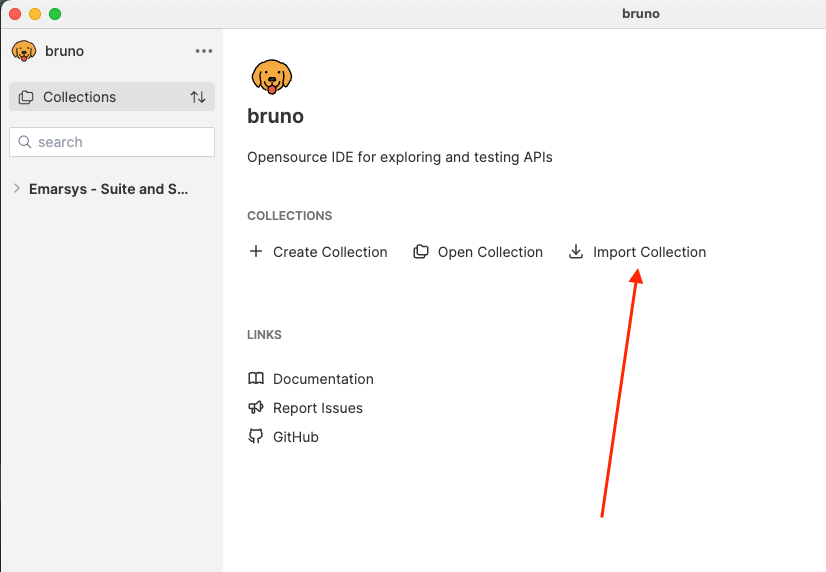 bruno
bruno
Collections
search
Emarsys - Suite and S...
bruno
Opensource IDE for exploring and testing APIs
COLLECTIONS
Create Collection
Open Collection
Import Collection
LINKS
Documentation
Report Issues
GitHub